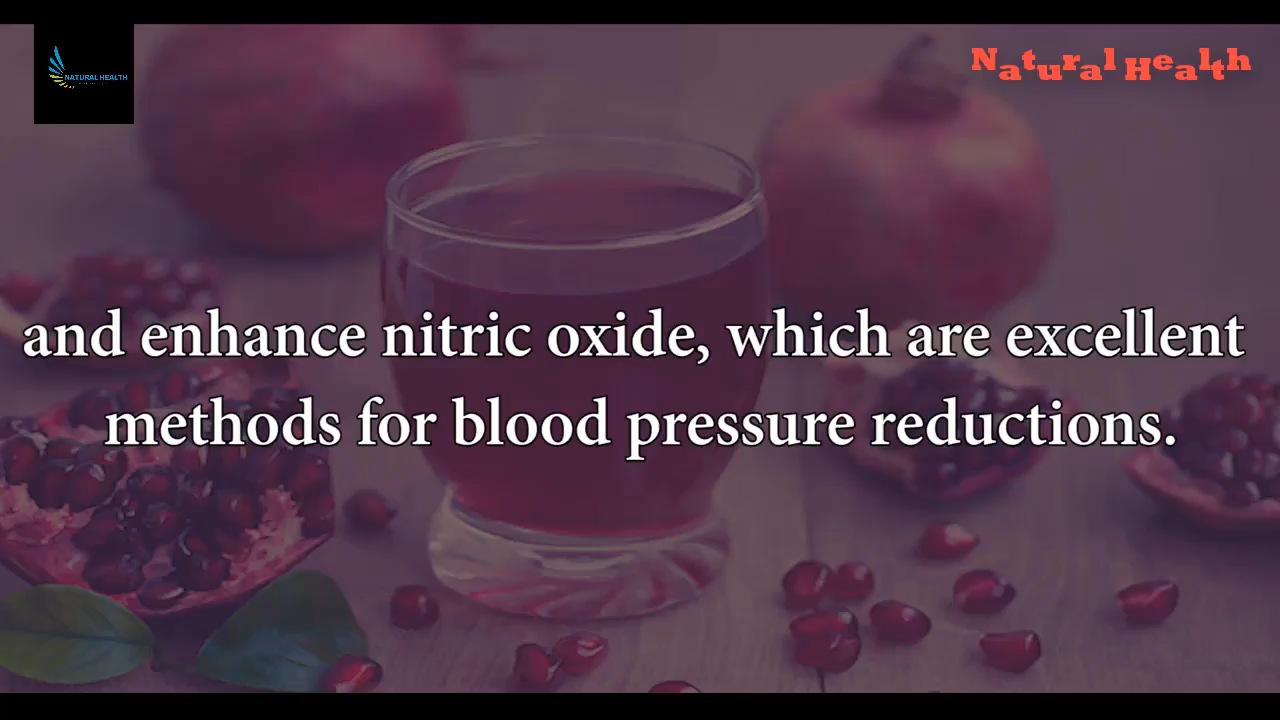 NATURAL HEALTH
Natural Health
and enhance nitric oxide, which are excellent
methods for blood pressure reductions.